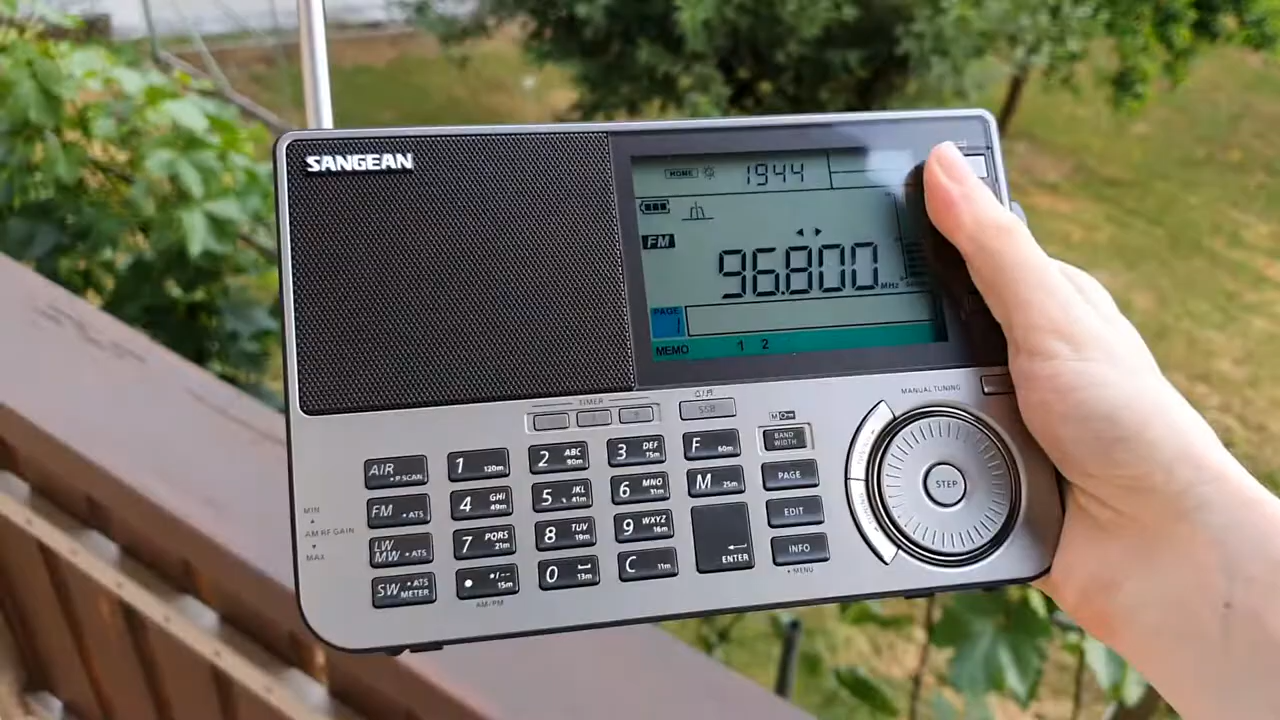 SANGEAN
HOME 1944
FM
96.800 MHz
PAGE
1
MEMO 1 2
MANUAL TUNING
TIMER
SSB
AIR • P.SCAN
1 120m
2 ABC 90m
3 DEF 75m
F 60m
BAND WIDTH
FM • ATS
4 GHI 49m
5 JKL 41m
6 MNO 31m
M 25m
PAGE
STEP
MIN
AM RF GAIN
MAX
LW MW • ATS
7 PQRS 21m
8 TUV 19m
9 WXYZ 16m
ENTER
EDIT
SW • ATS METER
• 15m
0 13m
C 11m
INFO
• MENU
AM/PM